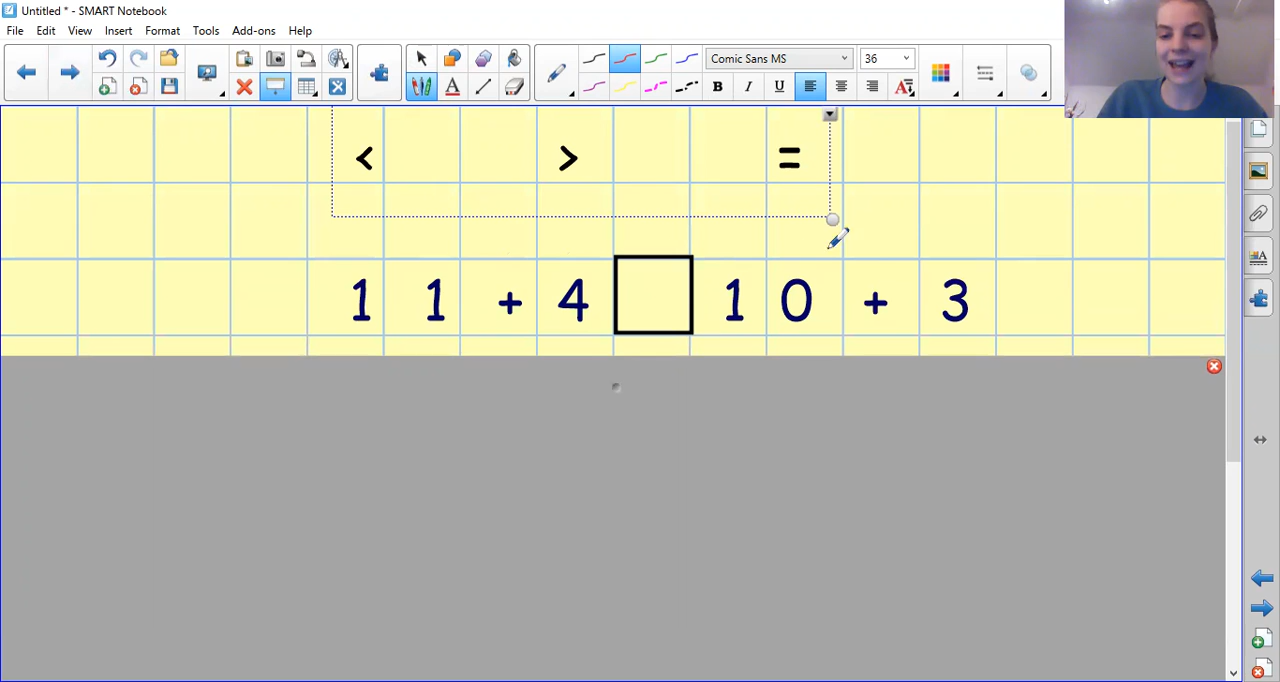 Untitled * - SMART Notebook
File Edit View Insert Format Tools Add-ons Help
Comic Sans MS 36
A B I U
< > =
1 1 + 4 1 0 + 3